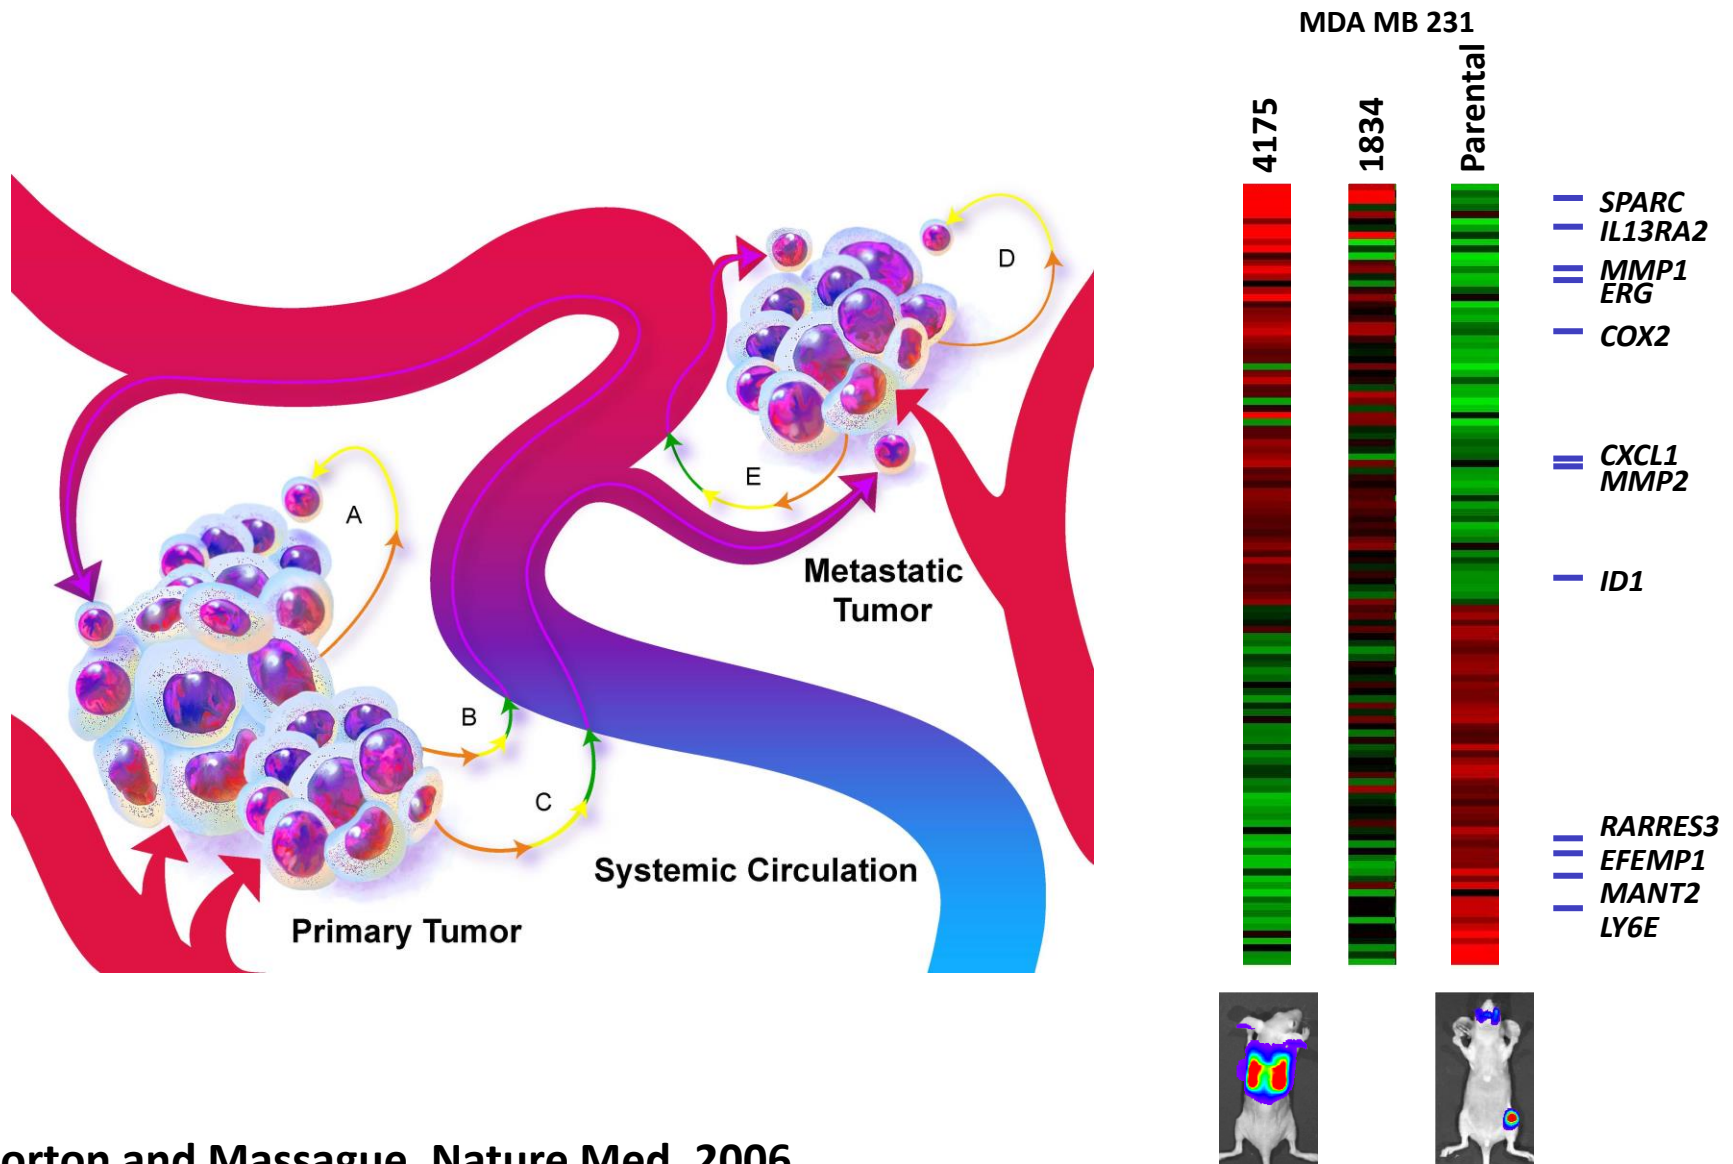 MDA MB 231
4175
1834
Parental
SPARC
IL13RA2
MMP1
ERG
COX2
CXCL1
MMP2
ID1
RARRES3
EFEMP1
MANT2
LY6E
A
B
C
D
E
Metastatic
Tumor
Systemic Circulation
Primary Tumor
orton and Massague, Nature Med, 2006